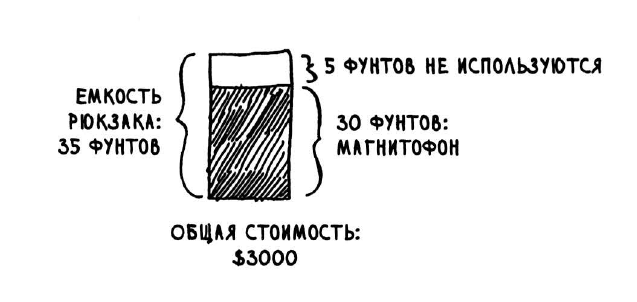 5 ФУНТОВ НЕ ИСПОЛЬЗУЮТСЯ
ЕМКОСТЬ
РЮКЗАКА:
35 ФУНТОВ
30 ФУНТОВ:
МАГНИТОФОН
ОБЩАЯ СТОИМОСТЬ:
$3000